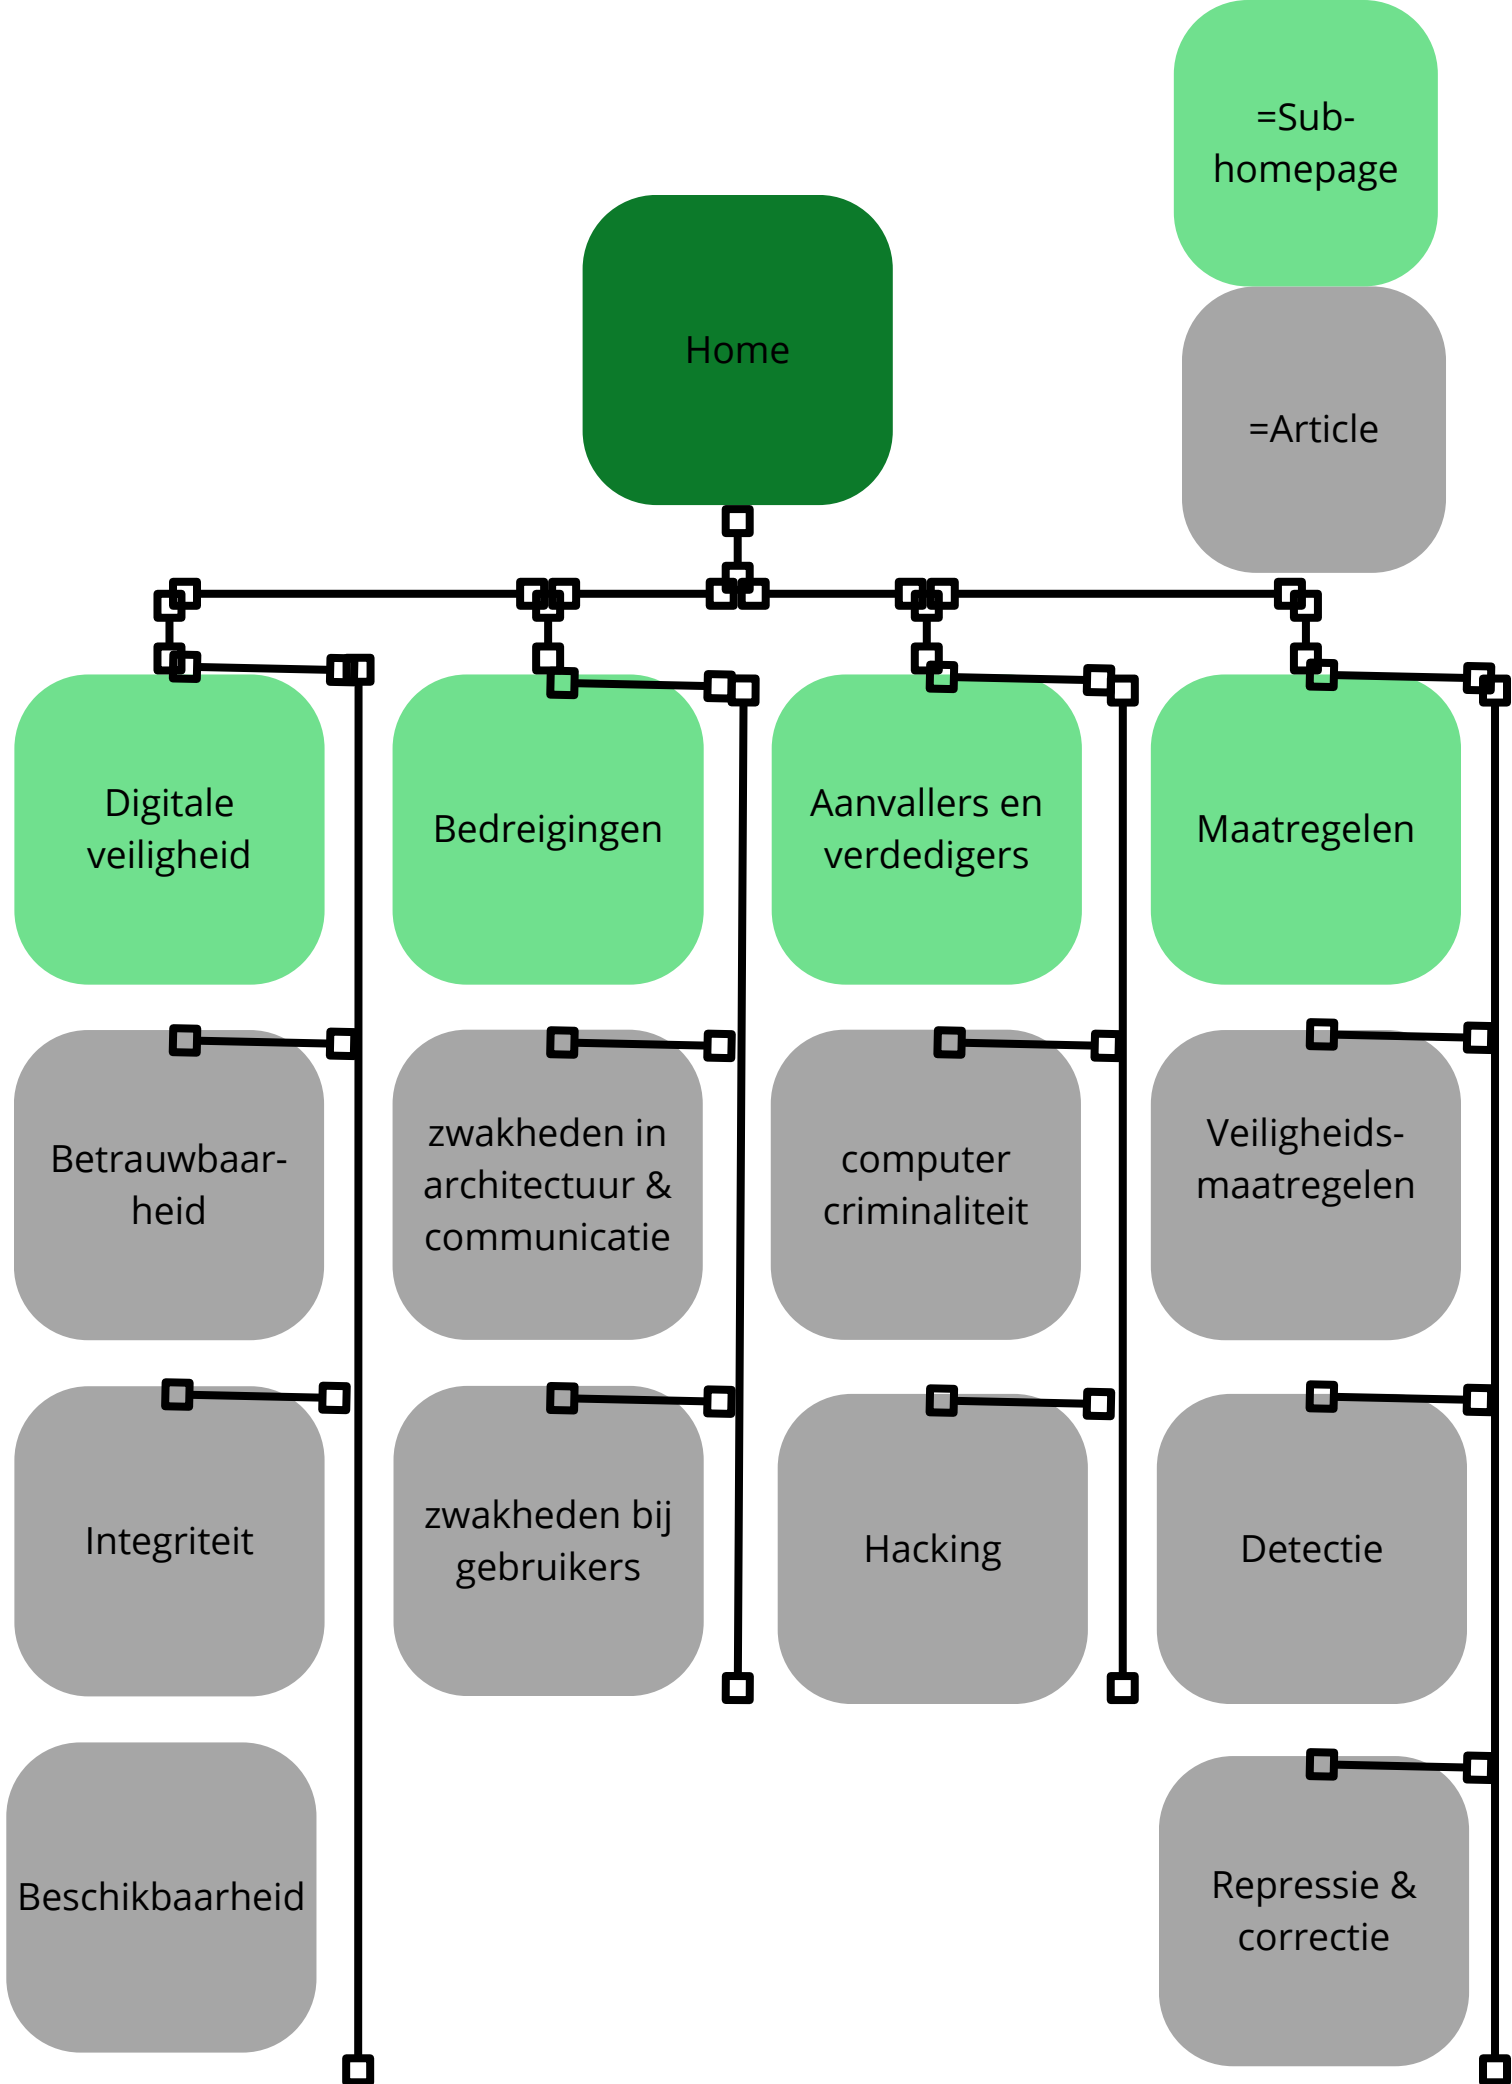 =Sub-
homepage
Home
=Article
Digitale
veiligheid
Bedreigingen
Aanvallers en
verdedigers
Maatregelen
Betrauwbaar-
heid
zwakheden in
architectuur &
communicatie
computer
criminaliteit
Veiligheids-
maatregelen
Integriteit
zwakheden bij
gebruikers
Hacking
Detectie
Beschikbaarheid
Repressie &
correctie